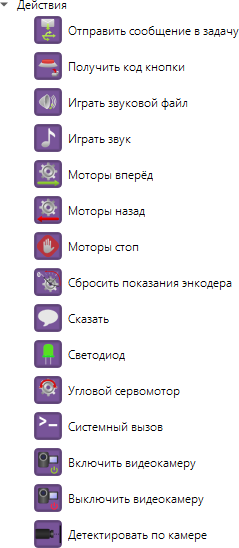 Действия
Отправить сообщение в задачу
Получить код кнопки
Играть звуковой файл
Играть звук
Моторы вперёд
Моторы назад
Моторы стоп
Сбросить показания энкодера
Сказать
Светодиод
Угловой сервомотор
Системный вызов
Включить видеокамеру
Выключить видеокамеру
Детектировать по камере